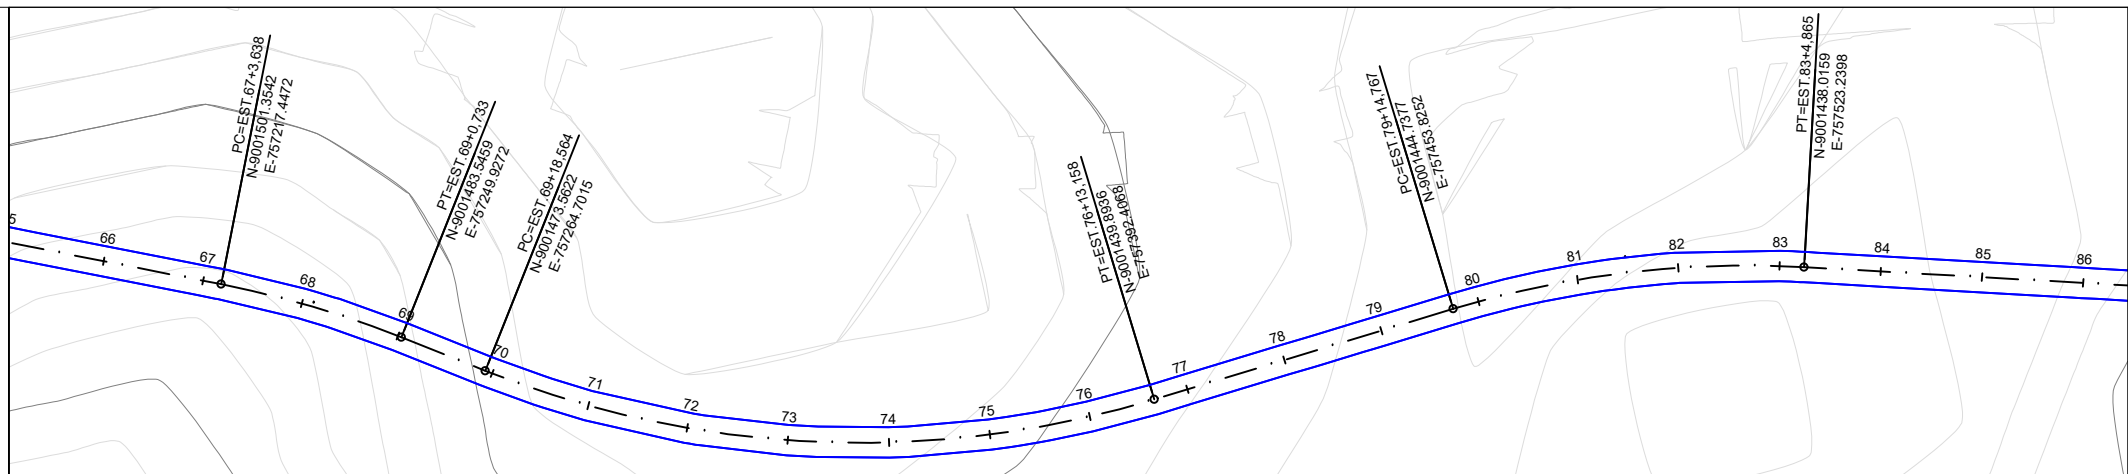 PC=EST.67+3,638
N-9001501.3542
E-757217.4472
PT=EST.69+0,733
N-9001483.5459
E-757249.9272
PC=EST.69+18,564
N-9001473.5622
E-757264.7015
PT=EST.76+13,158
N-9001439.8936
E-757392.4068
PC=EST.79+14,767
N-9001444.7377
E-757453.8252
PT=EST.83+4,865
N-9001438.0159
E-757523.2398
5
66
67
68
69
70
71
72
73
74
75
76
77
78
79
80
81
82
83
84
85
86